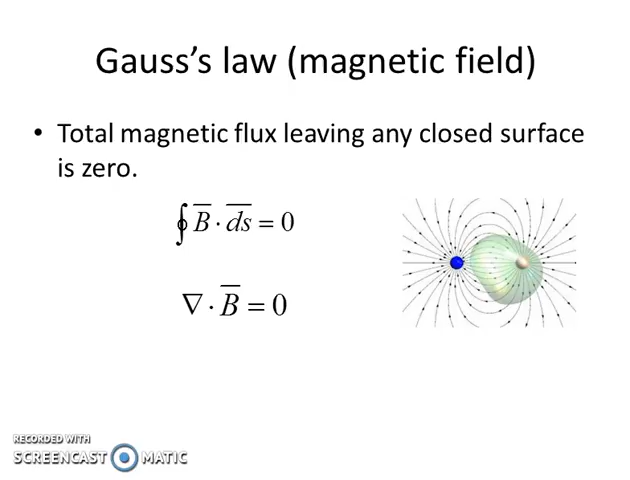 Gauss’s law (magnetic field)
• Total magnetic flux leaving any closed surface
is zero.
∮ B̅ · d̅s̅ = 0
∇ · B̅ = 0
RECORDED WITH
SCREENCAST MATIC